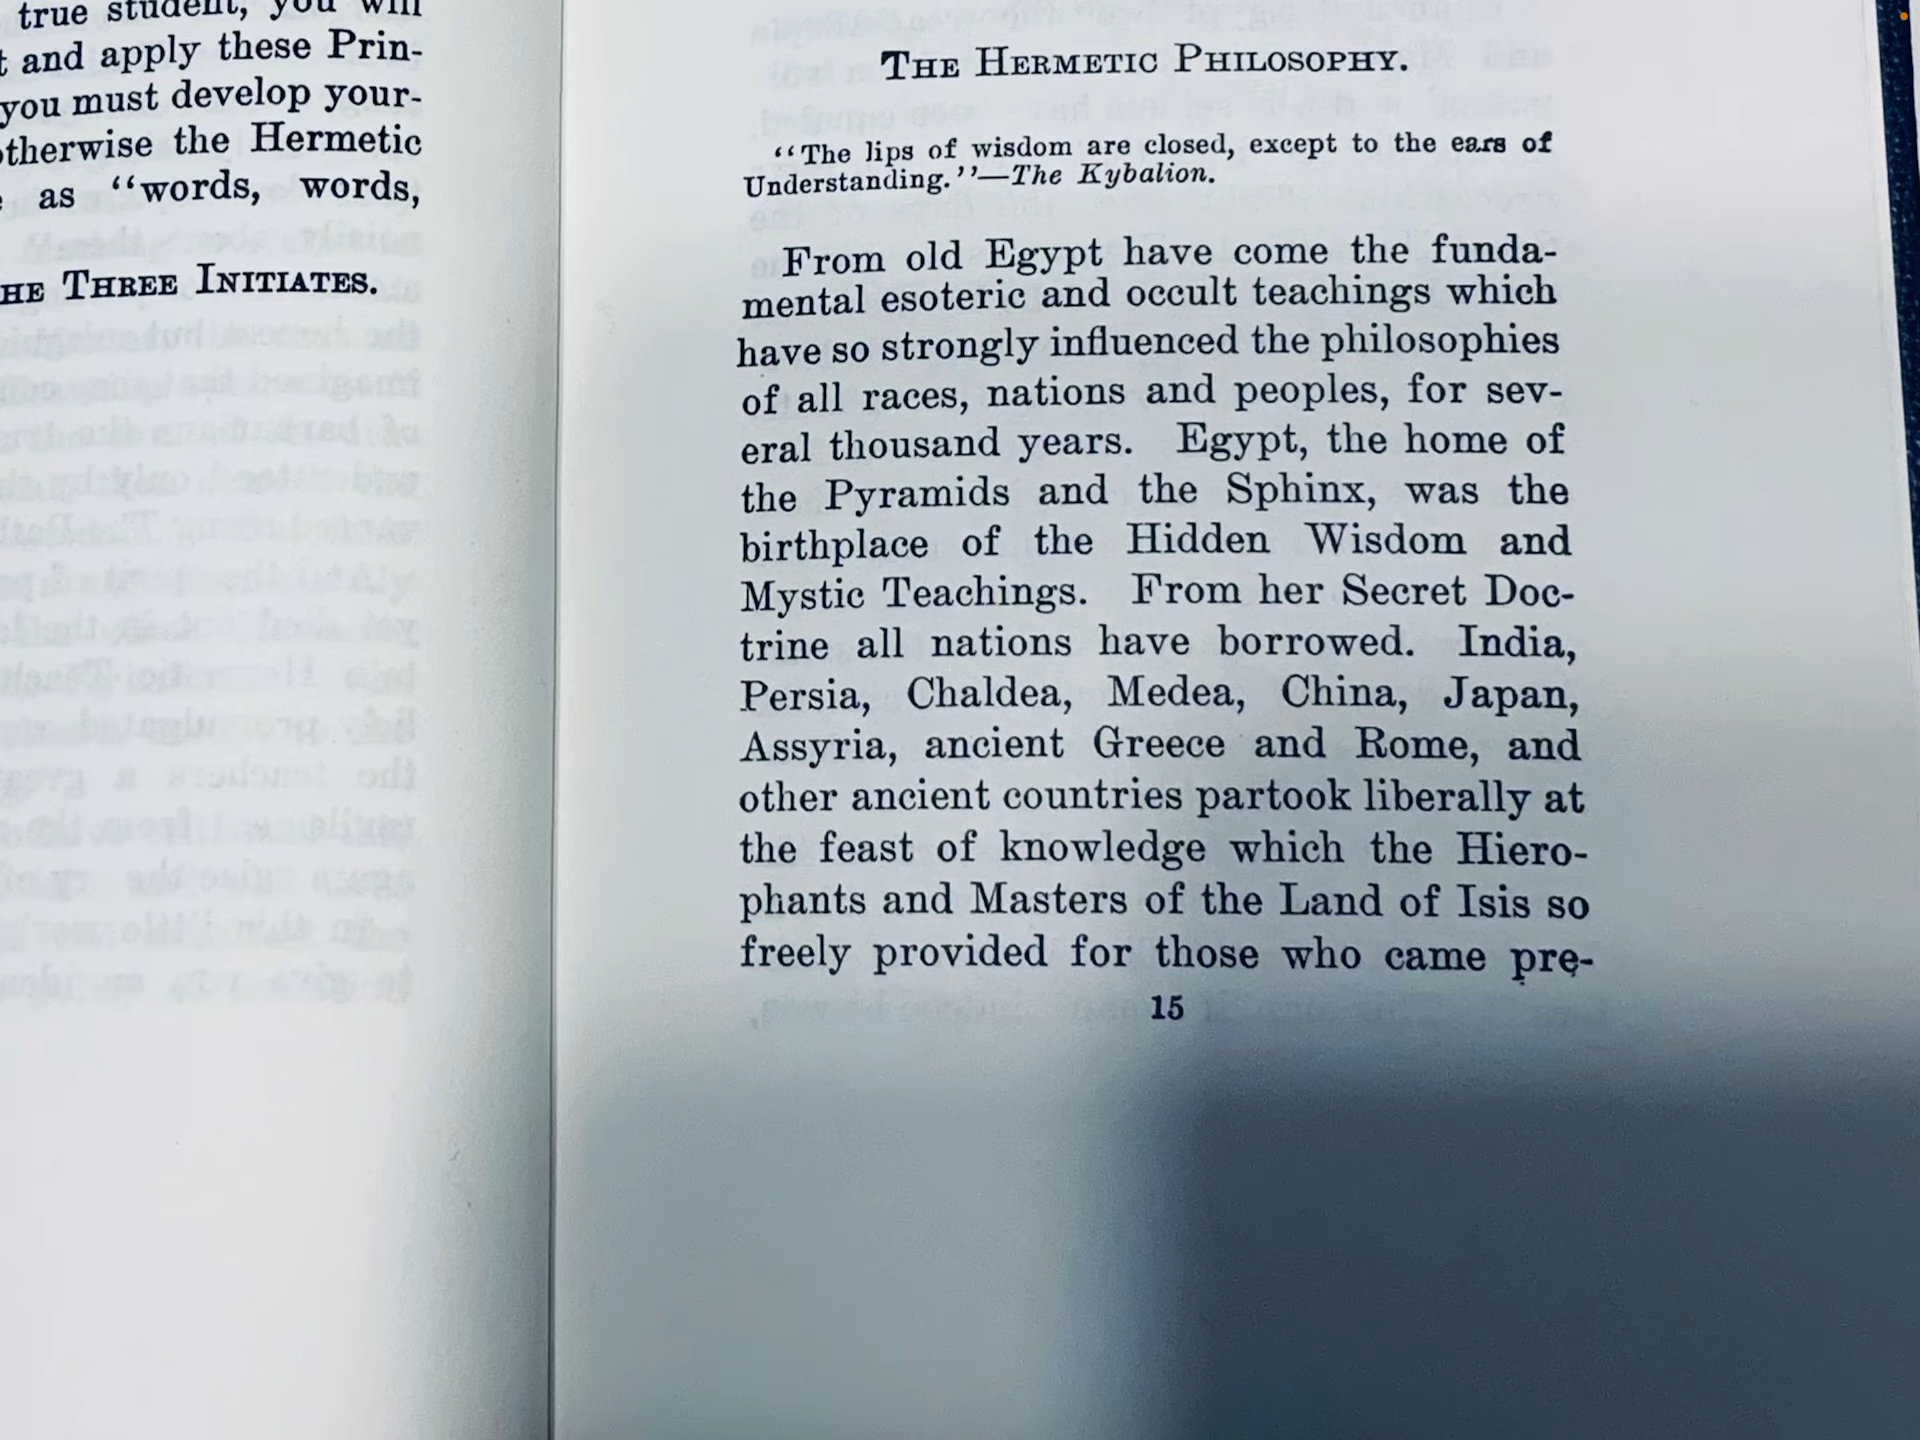 true student, you will
and apply these Prin-
you must develop your-
otherwise the Hermetic
as “words, words,
THREE INITIATES.
THE HERMETIC PHILOSOPHY.
“The lips of wisdom are closed, except to the ears of
Understanding.”—The Kybalion.
From old Egypt have come the funda-
mental esoteric and occult teachings which
have so strongly influenced the philosophies
of all races, nations and peoples, for sev-
eral thousand years. Egypt, the home of
the Pyramids and the Sphinx, was the
birthplace of the Hidden Wisdom and
Mystic Teachings. From her Secret Doc-
trine all nations have borrowed. India,
Persia, Chaldea, Medea, China, Japan,
Assyria, ancient Greece and Rome, and
other ancient countries partook liberally at
the feast of knowledge which the Hiero-
phants and Masters of the Land of Isis so
freely provided for those who came pre-
15